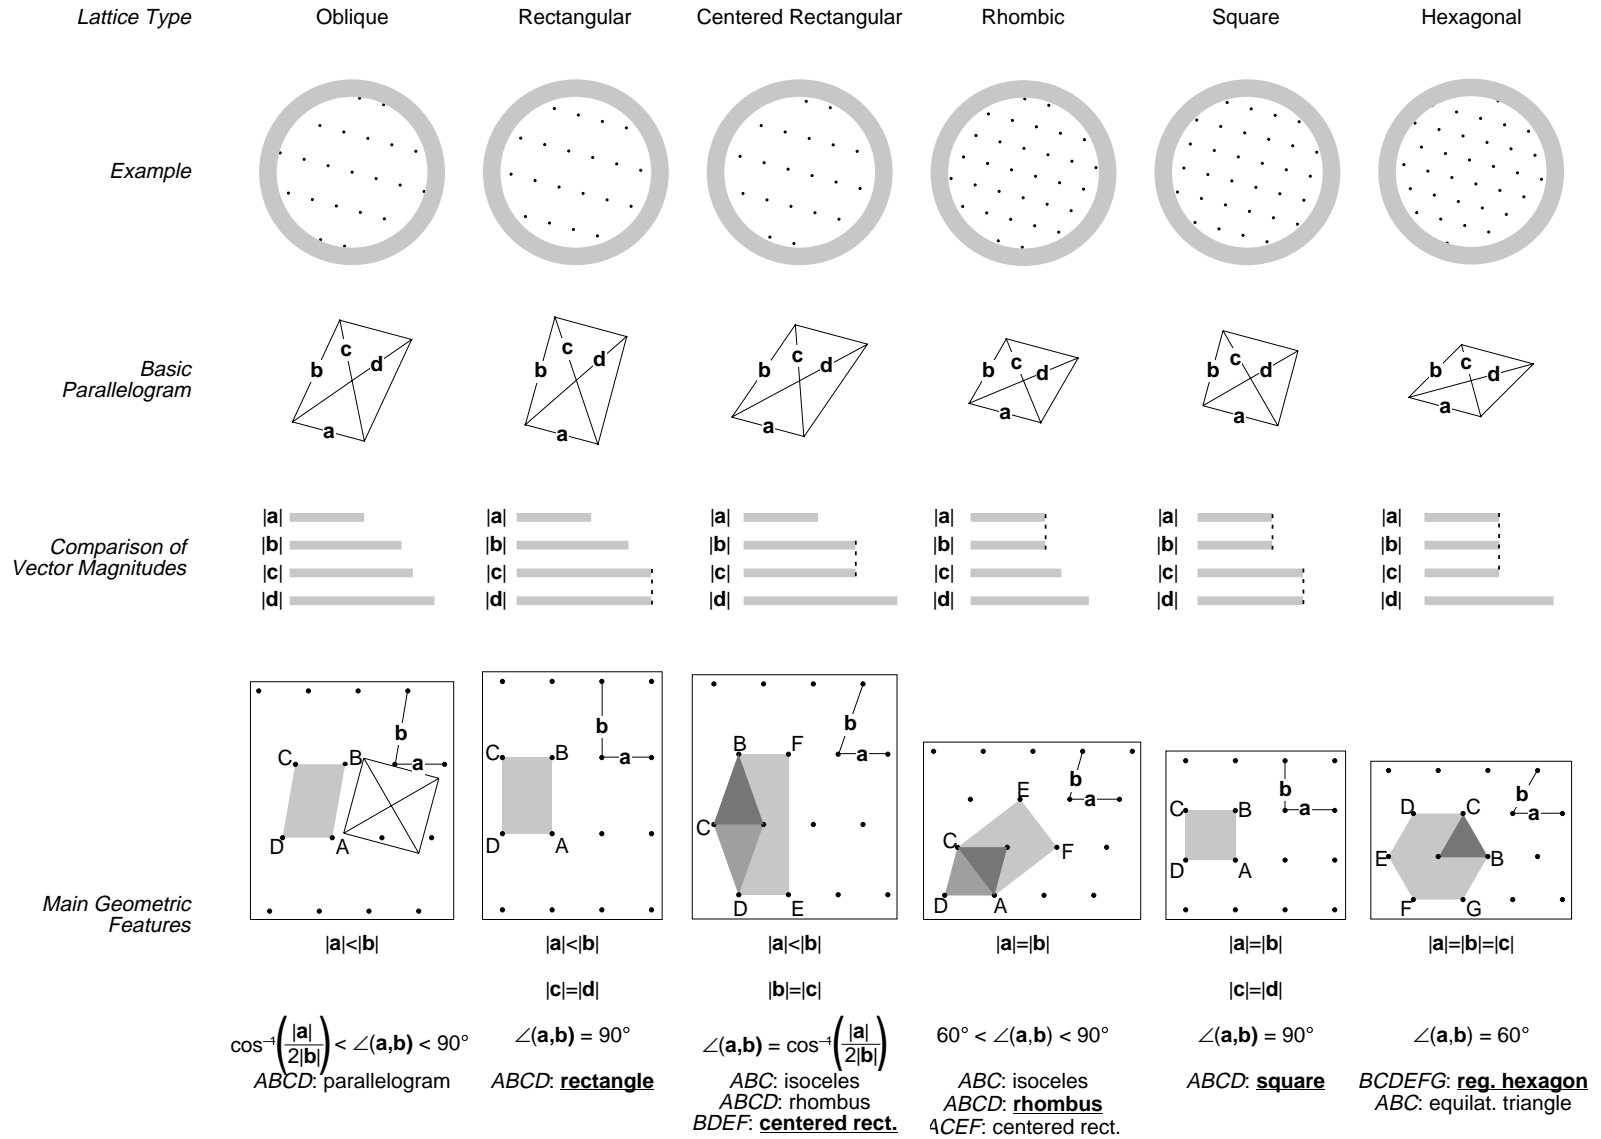 Lattice Type Oblique Rectangular Centered Rectangular Rhombic Square Hexagonal
Example
Basic
Parallelogram
b c d a b c d a b c d a b c d a b c d a b c d a
|a| |a| |a| |a| |a| |a|
|b| |b| |b| |b| |b| |b|
Comparison of
Vector Magnitudes
|c| |c| |c| |c| |c| |c|
|d| |d| |d| |d| |d| |d|
Main Geometric
Features
C B b a D A
C B b a D A
B F b a C D E
E b a C F D A
C B b a D A
D C b a E B F G
|a|<|b| |a|<|b| |a|<|b| |a|=|b| |a|=|b| |a|=|b|=|c|
|c|=|d| |b|=|c| |c|=|d|
cos⁻¹(|a|/2|b|) < ∠(a,b) < 90° ∠(a,b) = 90° ∠(a,b) = cos⁻¹(|a|/2|b|) 60° < ∠(a,b) < 90° ∠(a,b) = 90° ∠(a,b) = 60°
ABCD: parallelogram ABCD: rectangle ABC: isoceles ABC: isoceles ABCD: square BCDEFG: reg. hexagon
ABCD: rhombus ABCD: rhombus ABC: equilat. triangle
BDEF: centered rect. ACEF: centered rect.